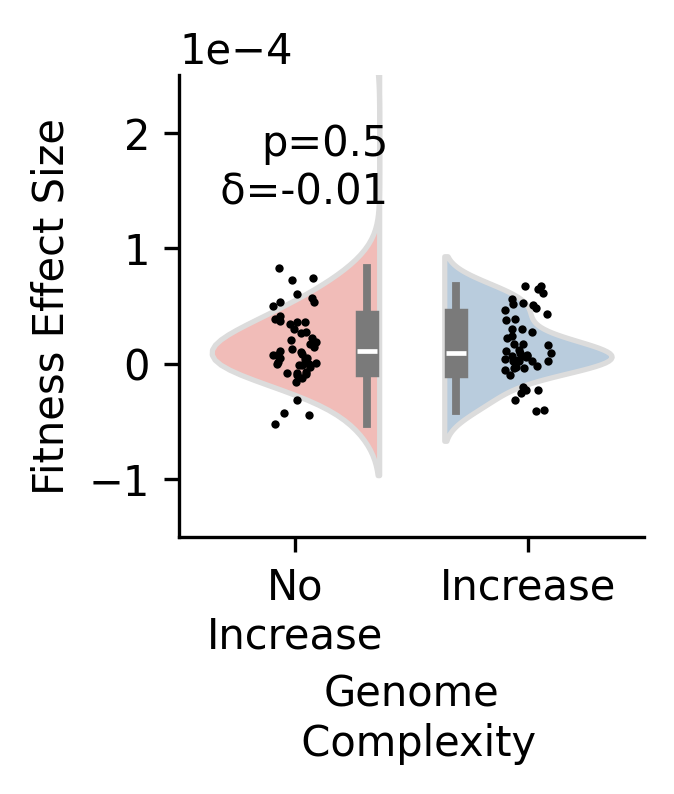 1e−4
Fitness Effect Size
2
1
0
−1
p=0.5
δ=-0.01
No
Increase
Increase
Genome
Complexity